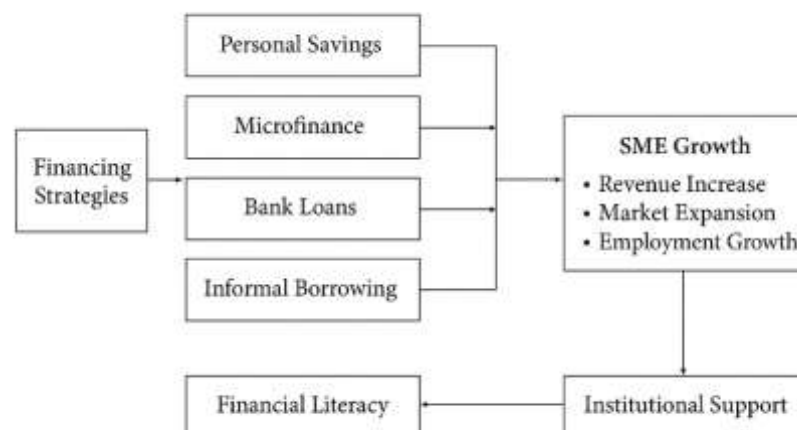 Financing
Strategies
Personal Savings
Microfinance
Bank Loans
Informal Borrowing
SME Growth
• Revenue Increase
• Market Expansion
• Employment Growth
Financial Literacy
Institutional Support